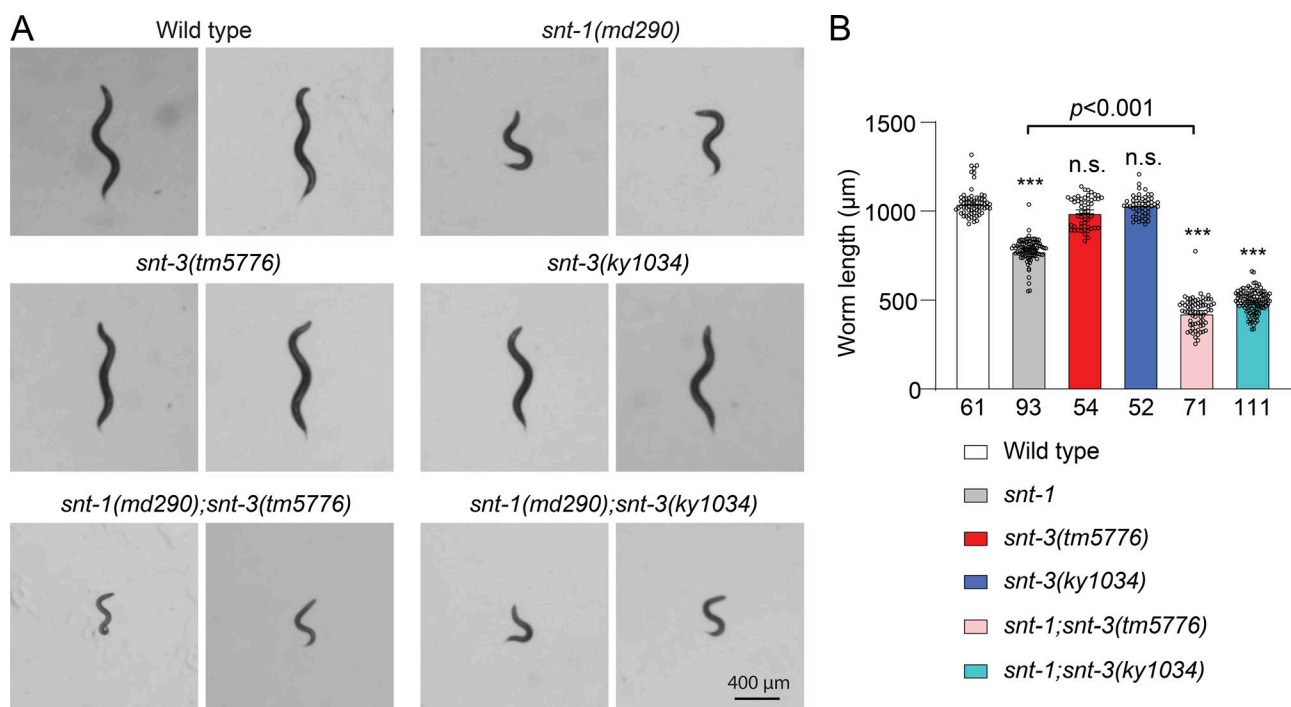 A
Wild type
snt-1(md290)
snt-3(tm5776)
snt-3(ky1034)
snt-1(md290);snt-3(tm5776)
snt-1(md290);snt-3(ky1034)
400 µm
B
p<0.001
1500
1000
500
0
Worm length (µm)
***
n.s.
n.s.
***
***
61 93 54 52 71 111
Wild type
snt-1
snt-3(tm5776)
snt-3(ky1034)
snt-1;snt-3(tm5776)
snt-1;snt-3(ky1034)